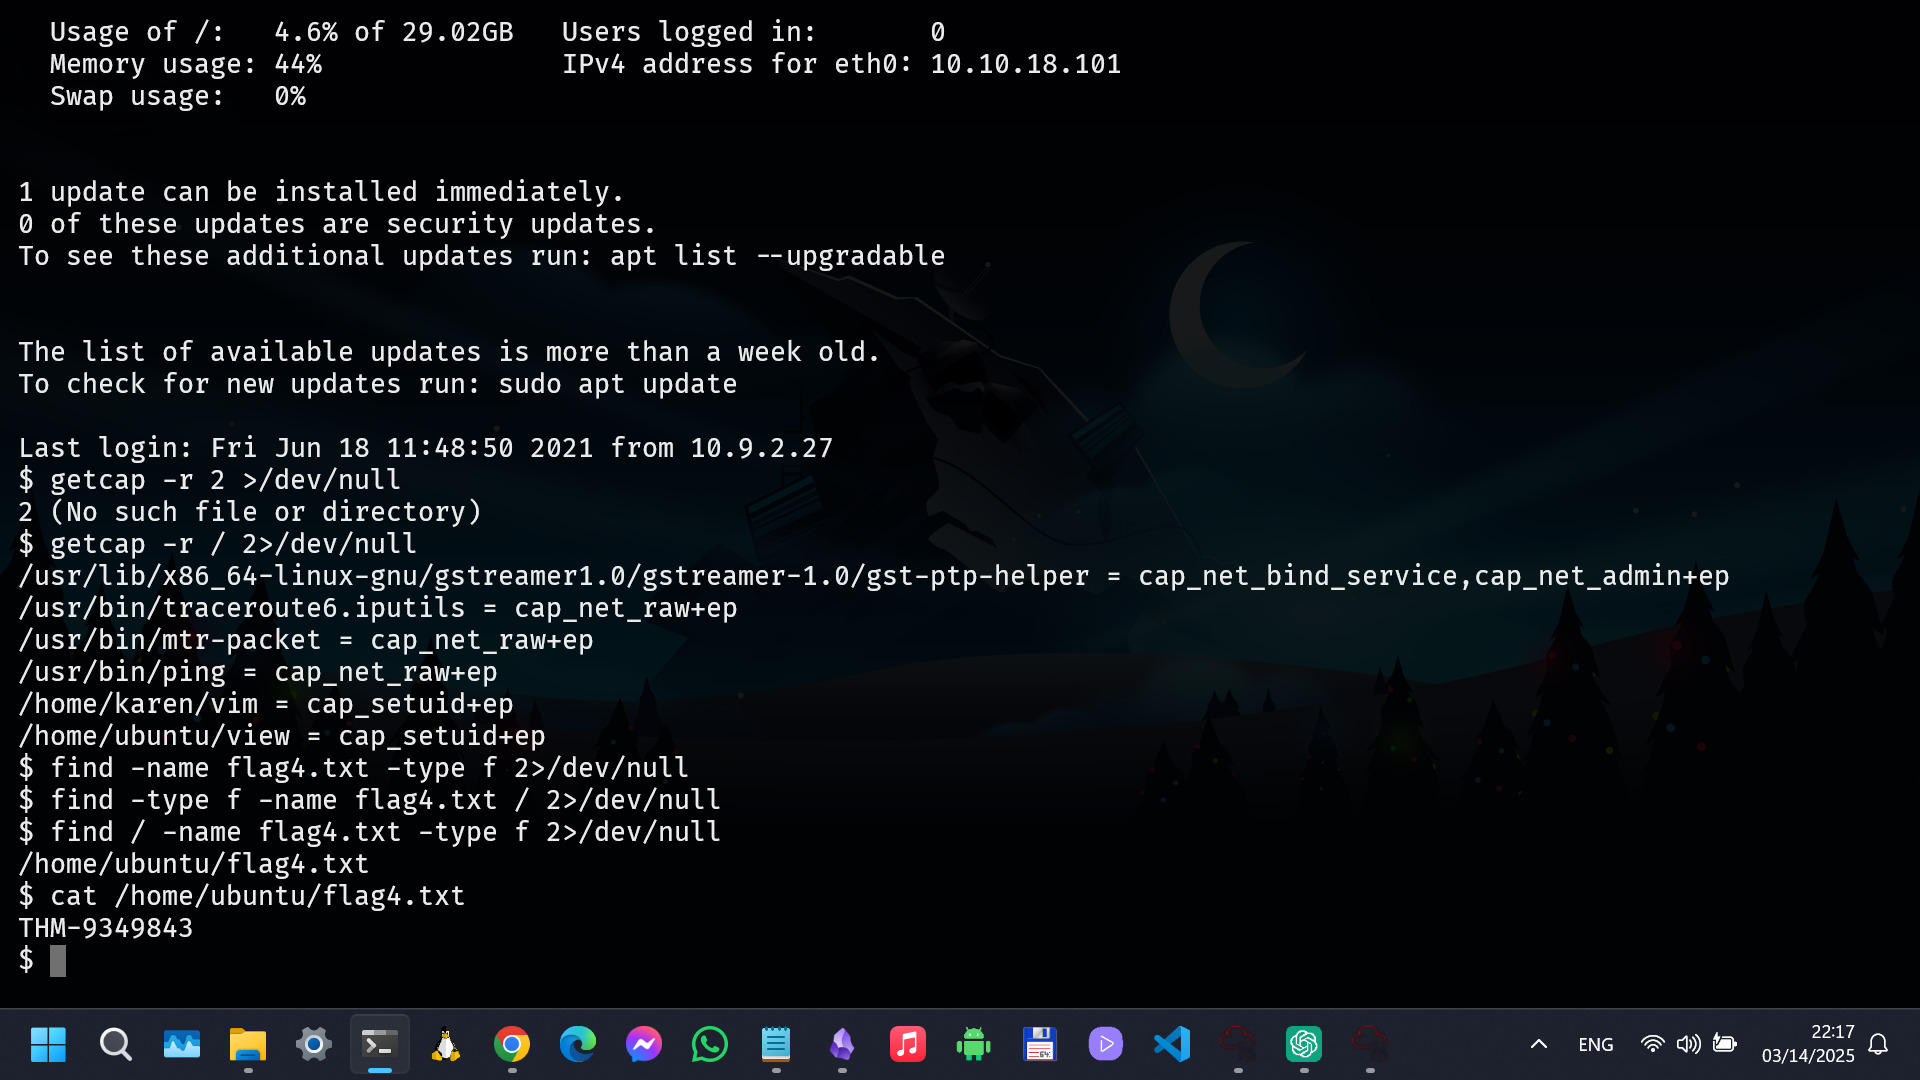 Usage of /:   4.6% of 29.02GB   Users logged in:       0
Memory usage: 44%               IPv4 address for eth0: 10.10.18.101
Swap usage:   0%
1 update can be installed immediately.
0 of these updates are security updates.
To see these additional updates run: apt list --upgradable
The list of available updates is more than a week old.
To check for new updates run: sudo apt update
Last login: Fri Jun 18 11:48:50 2021 from 10.9.2.27
$ getcap -r 2 >/dev/null
2 (No such file or directory)
$ getcap -r / 2>/dev/null
/usr/lib/x86_64-linux-gnu/gstreamer1.0/gstreamer-1.0/gst-ptp-helper = cap_net_bind_service,cap_net_admin+ep
/usr/bin/traceroute6.iputils = cap_net_raw+ep
/usr/bin/mtr-packet = cap_net_raw+ep
/usr/bin/ping = cap_net_raw+ep
/home/karen/vim = cap_setuid+ep
/home/ubuntu/view = cap_setuid+ep
$ find -name flag4.txt -type f 2>/dev/null
$ find -type f -name flag4.txt / 2>/dev/null
$ find / -name flag4.txt -type f 2>/dev/null
/home/ubuntu/flag4.txt
$ cat /home/ubuntu/flag4.txt
THM-9349843
$
64
ENG
22:17
03/14/2025